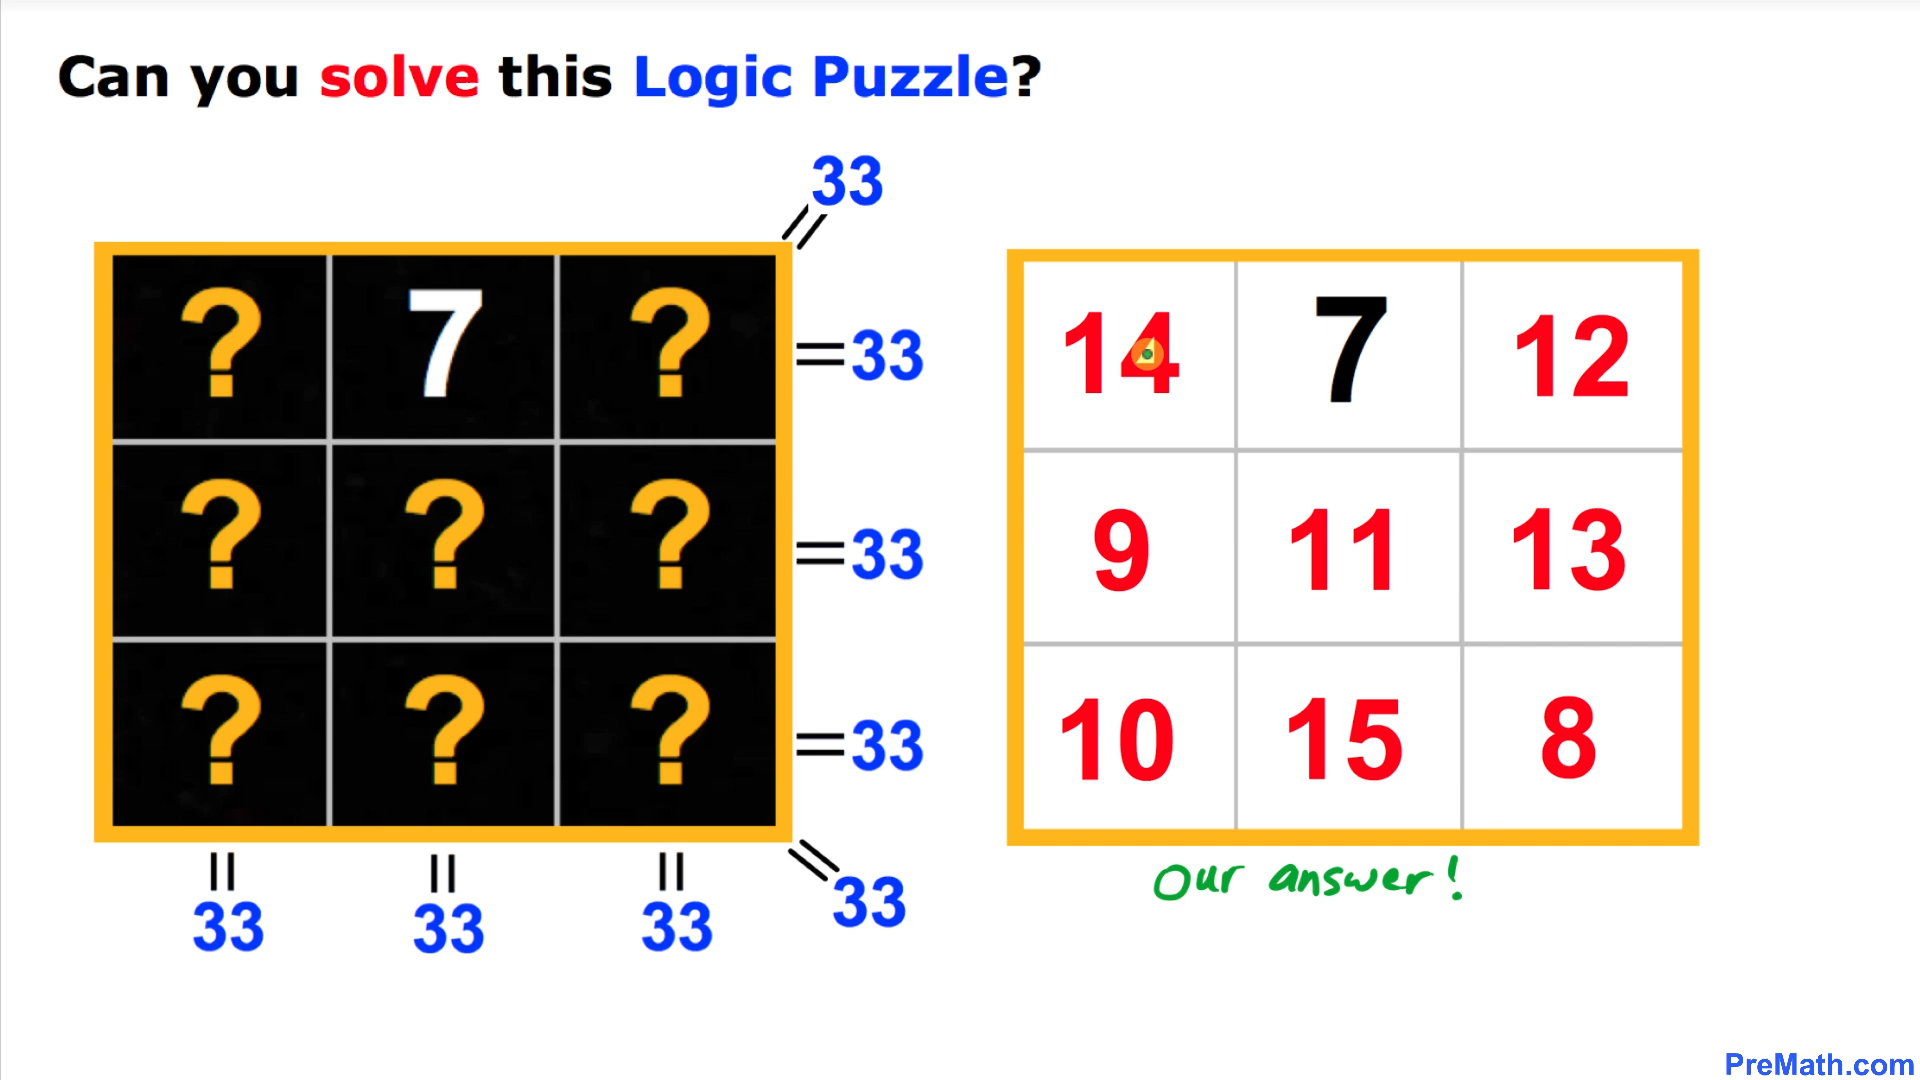 Can you solve this Logic Puzzle?
33
? 7 ? =33
? ? ? =33
? ? ? =33
33
33 33 33
14 7 12
9 11 13
10 15 8
Our answer!
PreMath.com